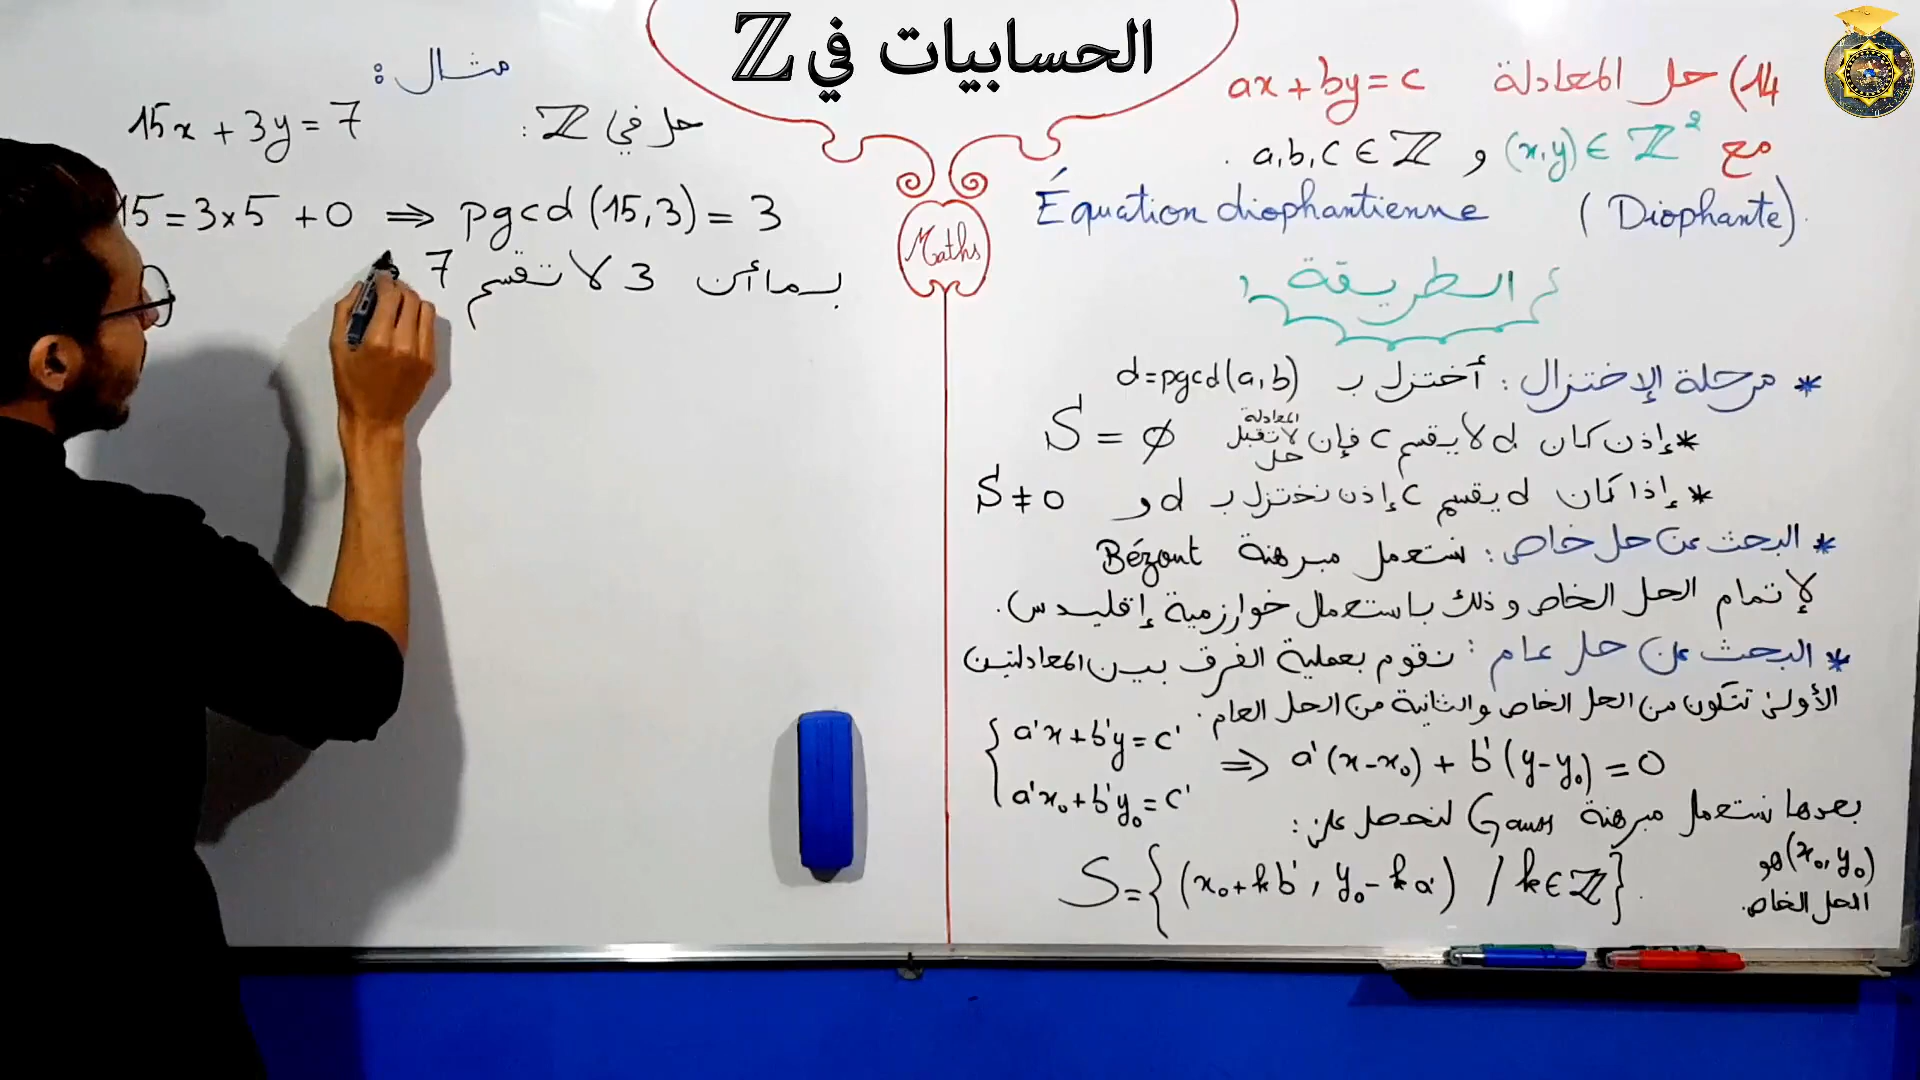 الحسابيات في ℤ
14) حل المعادلة ax + by = c
مع (x,y) ∈ ℤ² و a,b,c ∈ ℤ .
Équation diophantienne (Diophante).
الطريقة
* مرحلة الإختزال : أختزل ب d=pgcd(a,b)
* إذن كان d لا يقسم c فإن المعادلة لا تقبل حل S = ∅
* إذا كان d يقسم c إذن نختزل ب d و S ≠ 0
* البحث عن حل خاص : نستعمل مبرهنة Bézout
لإتمام الحل الخاص و ذلك باستعمال خوارزمية إقليدس.
* البحث عن حل عام : نقوم بعملية الفرق بين المعادلتين
الأولى تتكون من الحل الخاص والثانية من الحل العام.
{ a'x + b'y = c'
a'x₀ + b'y₀ = c' ⇒ a'(x-x₀) + b'(y-y₀) = 0
بعدها نستعمل مبرهنة Gauss لنحصل على :
S = {(x₀+kb', y₀-ka') / k∈ℤ}.
(x₀,y₀) هو
الحل الخاص.
Maths
مثال :
حل في ℤ : 15x + 3y = 7
15 = 3×5 + 0 ⇒ pgcd(15,3) = 3
بما أن 3 لا تقسم 7